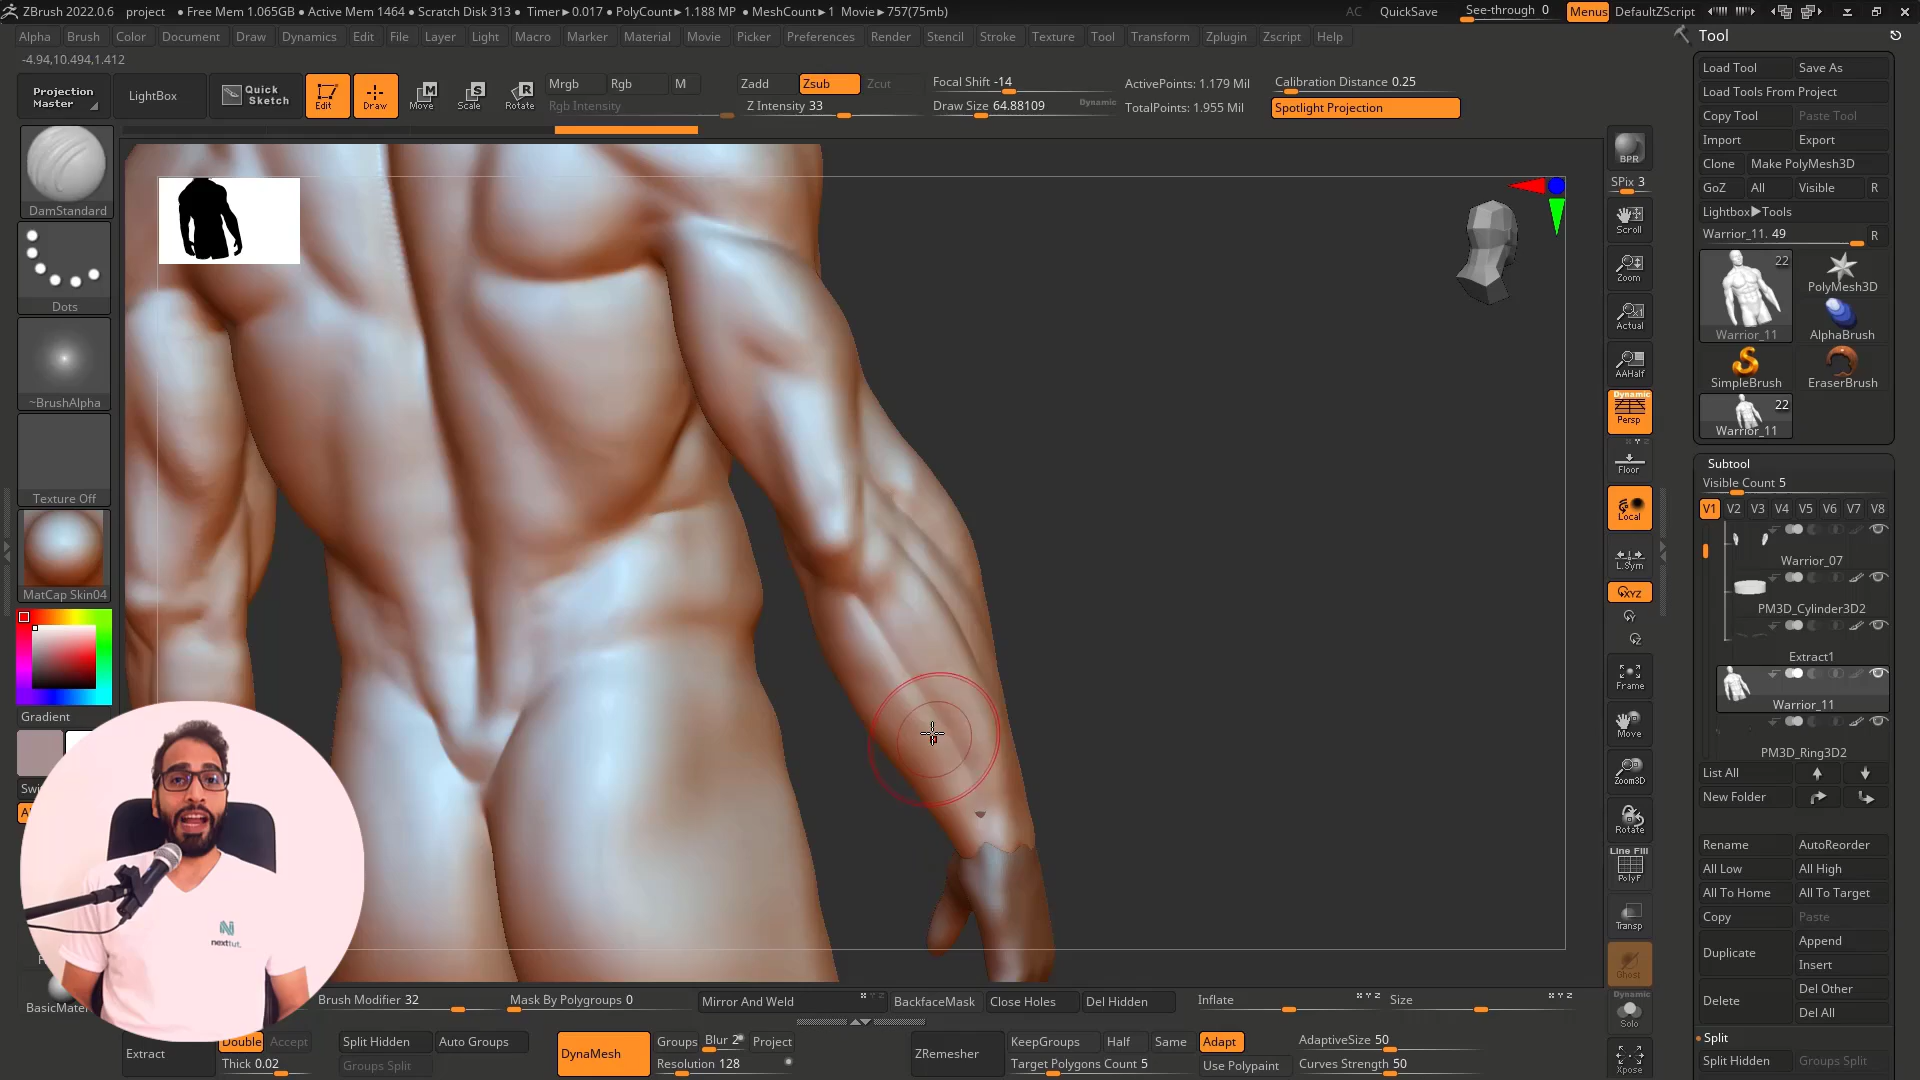 ZBrush 2022.0.6 project • Free Mem 1.065GB • Active Mem 1464 • Scratch Disk 313 • Timer▶0.017 • PolyCount▶1.188 MP • MeshCount▶1 Movie▶757(75mb) AC QuickSave See-through 0 Menus DefaultZScript
Alpha Brush Color Document Draw Dynamics Edit File Layer Light Macro Marker Material Movie Picker Preferences Render Stencil Stroke Texture Tool Transform Zplugin Zscript Help
-4.94,10.494,1.412
Projection Master
LightBox
Quick Sketch
Edit
Draw
Move
Scale
Rotate
Mrgb Rgb M
Rgb Intensity
Zadd Zsub Zcut
Z Intensity 33
Focal Shift -14
Draw Size 64.88109 Dynamic
ActivePoints: 1.179 Mil
TotalPoints: 1.955 Mil
Calibration Distance 0.25
Spotlight Projection
DamStandard
Dots
~BrushAlpha
Texture Off
MatCap Skin04
Gradient
BasicMate
nexttut.
BPR
SPix 3
Scroll
Zoom
Actual
AAHalf
Dynamic
Persp
Floor
Local
L.Sym
XYZ
Y
Z
Frame
Move
Zoom3D
Rotate
Line Fill
PolyF
Transp
Ghost
Dynamic
Solo
Xpose
Tool
Load Tool Save As
Load Tools From Project
Copy Tool Paste Tool
Import Export
Clone Make PolyMesh3D
GoZ All Visible R
Lightbox▶Tools
Warrior_11. 49 R
22
Warrior_11
PolyMesh3D
AlphaBrush
SimpleBrush
EraserBrush
22
Warrior_11
Subtool
Visible Count 5
V1 V2 V3 V4 V5 V6 V7 V8
Warrior_07
PM3D_Cylinder3D2
Extract1
Warrior_11
PM3D_Ring3D2
List All
New Folder
Rename AutoReorder
All Low All High
All To Home All To Target
Copy Paste
Duplicate Append
Insert
Delete Del Other
Del All
Split
Split Hidden Groups Split
Brush Modifier 32 Mask By Polygroups 0 Mirror And Weld BackfaceMask Close Holes Del Hidden Inflate Size
Extract Double Accept
Thick 0.02
Split Hidden Auto Groups
Groups Split
DynaMesh
Groups Blur 2 Project
Resolution 128
ZRemesher
KeepGroups Half Same Adapt
Target Polygons Count 5 Use Polypaint
AdaptiveSize 50
Curves Strength 50